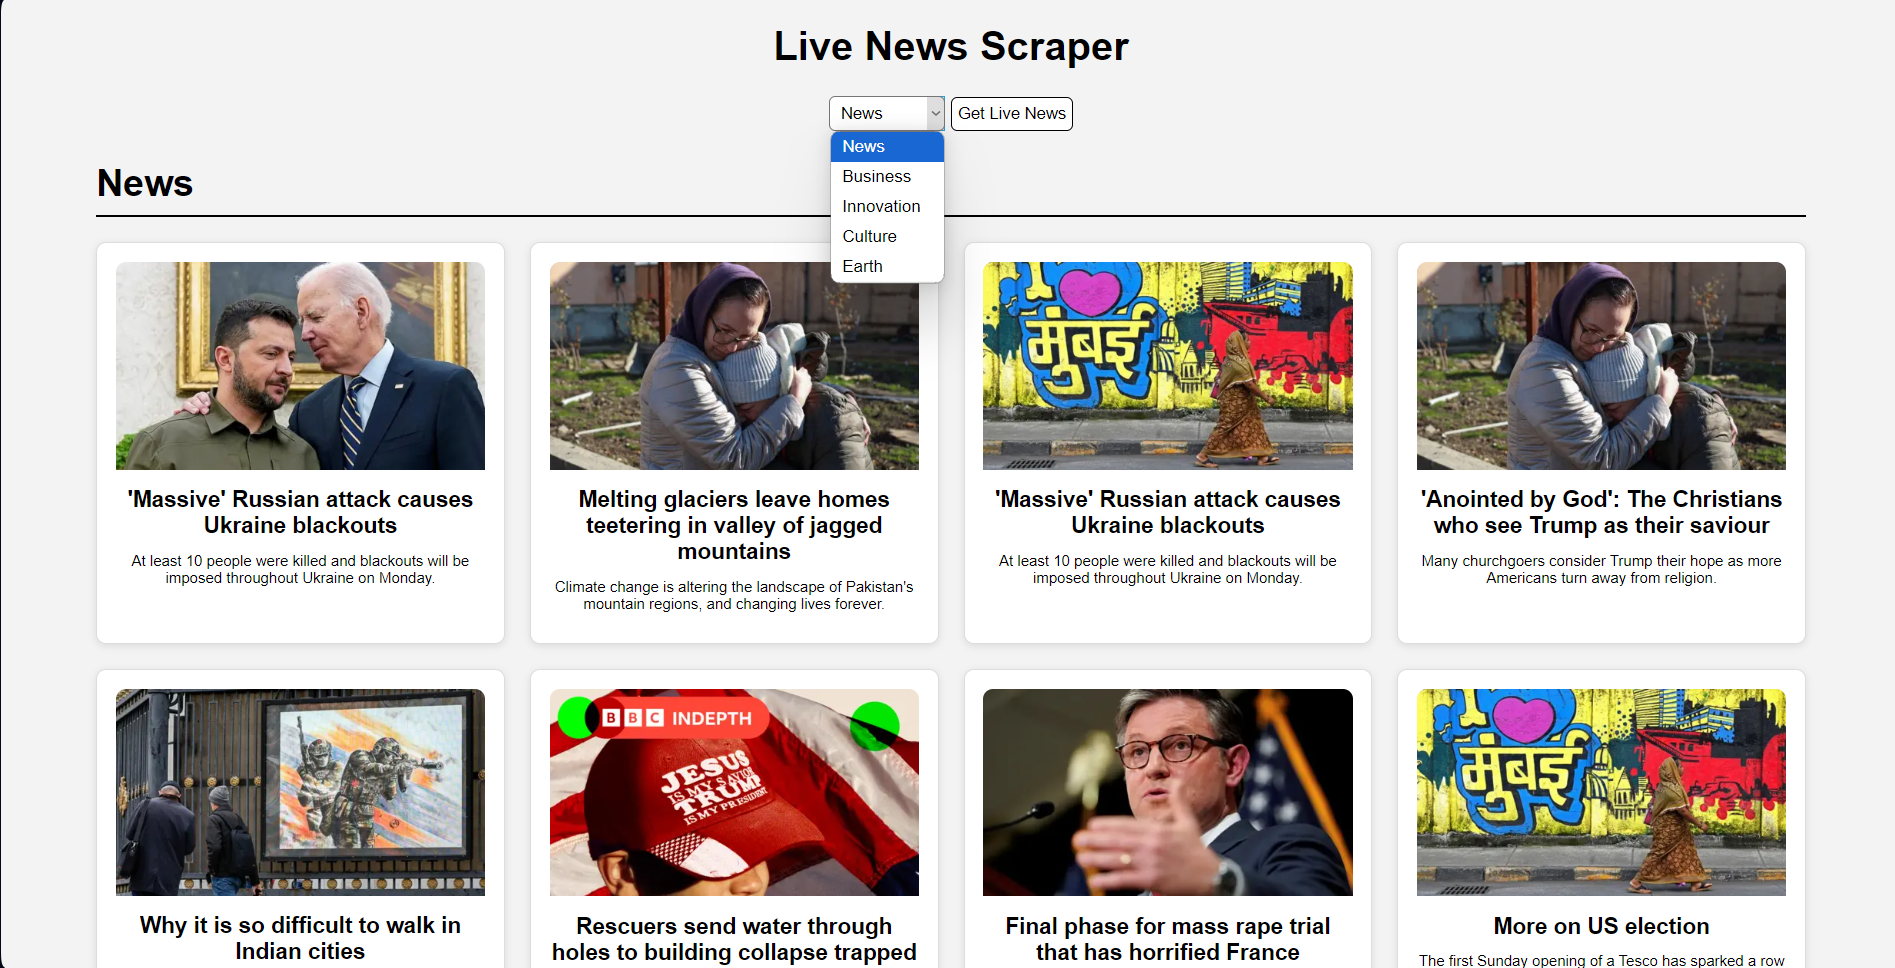 Live News Scraper
News
Get Live News
News
Business
Innovation
Culture
Earth
News
मुंबई
'Massive' Russian attack causes
Ukraine blackouts
At least 10 people were killed and blackouts will be
imposed throughout Ukraine on Monday.
Melting glaciers leave homes
teetering in valley of jagged
mountains
Climate change is altering the landscape of Pakistan's
mountain regions, and changing lives forever.
'Massive' Russian attack causes
Ukraine blackouts
At least 10 people were killed and blackouts will be
imposed throughout Ukraine on Monday.
'Anointed by God': The Christians
who see Trump as their saviour
Many churchgoers consider Trump their hope as more
Americans turn away from religion.
BBC INDEPTH
JESUS
IS MY SAVIOR
TRUMP
IS MY PRESIDENT
मुंबई
Why it is so difficult to walk in
Indian cities
Rescuers send water through
holes to building collapse trapped
Final phase for mass rape trial
that has horrified France
More on US election
The first Sunday opening of a Tesco has sparked a row